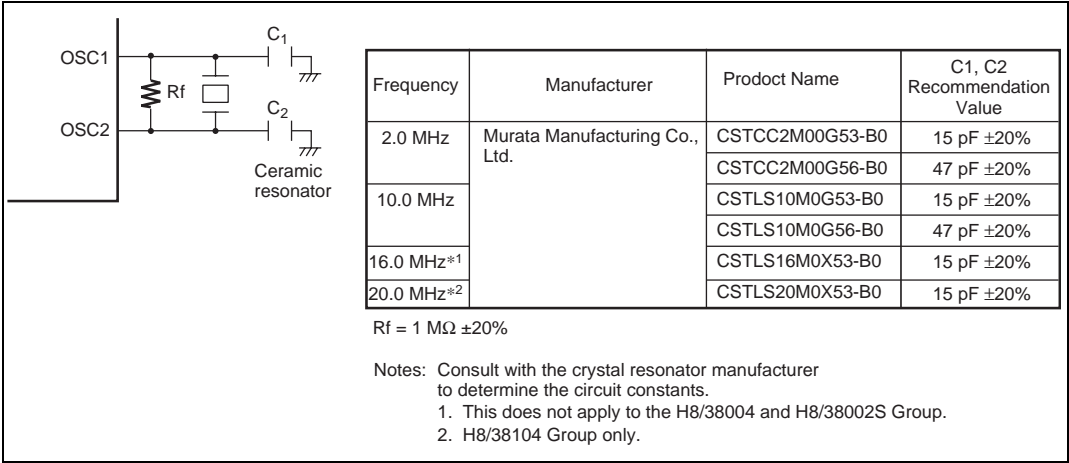 OSC1
C1
Rf
OSC2
C2
Ceramic
resonator
Frequency Manufacturer Prodoct Name C1, C2
Recommendation
Value
2.0 MHz Murata Manufacturing Co.,
Ltd. CSTCC2M00G53-B0 15 pF ±20%
CSTCC2M00G56-B0 47 pF ±20%
10.0 MHz CSTLS10M0G53-B0 15 pF ±20%
CSTLS10M0G56-B0 47 pF ±20%
16.0 MHz*1 CSTLS16M0X53-B0 15 pF ±20%
20.0 MHz*2 CSTLS20M0X53-B0 15 pF ±20%
Rf = 1 MΩ ±20%
Notes: Consult with the crystal resonator manufacturer
to determine the circuit constants.
1. This does not apply to the H8/38004 and H8/38002S Group.
2. H8/38104 Group only.